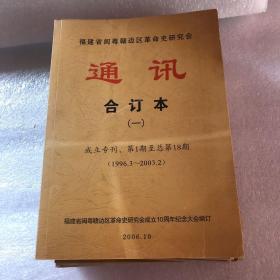 福建省闽粤赣边区革命史研究会
通讯
合订本
(一)
成立专刊、第1期至总第18期
(1996.3~2003.2)
福建省闽粤赣边区革命史研究会成立10周年纪念大会编订
2006.10